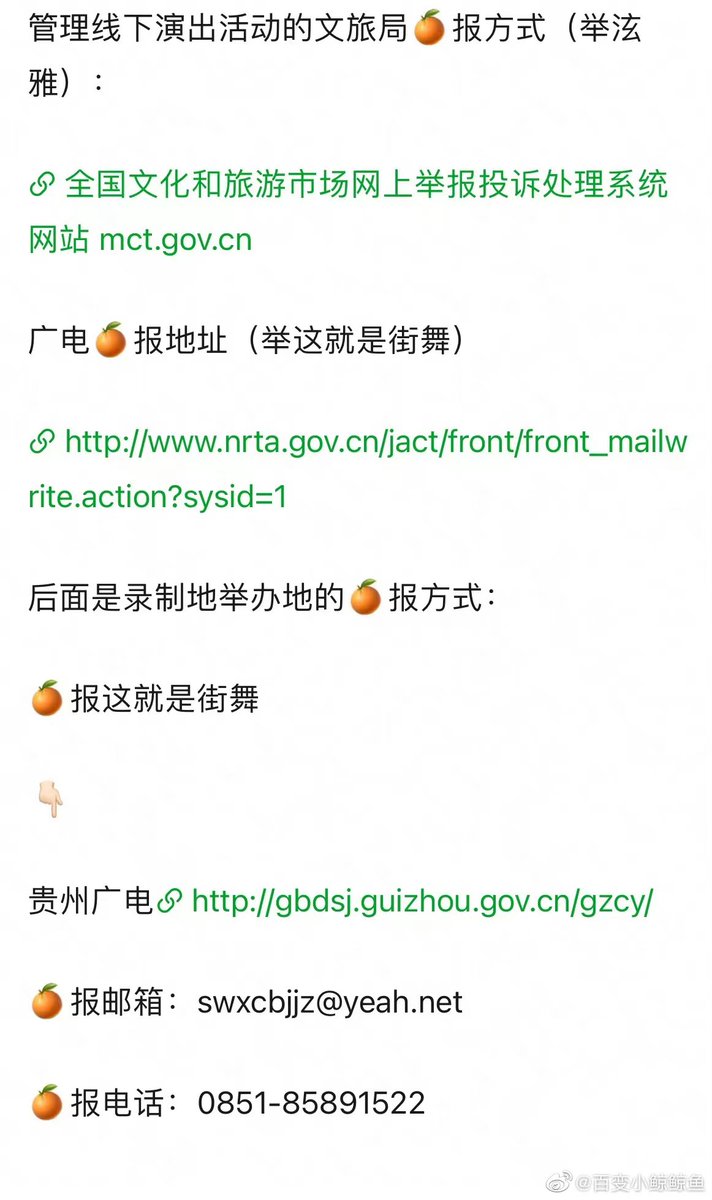 管理线下演出活动的文旅局🍊报方式（举泫
雅）：
全国文化和旅游市场网上举报投诉处理系统
网站 mct.gov.cn
广电🍊报地址（举这就是街舞）
http://www.nrta.gov.cn/jact/front/front_mailw
rite.action?sysid=1
后面是录制地举办地的🍊报方式：
🍊报这就是街舞
👇🏻
贵州广电 http://gbdsj.guizhou.gov.cn/gzcy/
🍊报邮箱：swxcbjjz@yeah.net
🍊报电话：0851-85891522
@百变小鲸鲸鱼